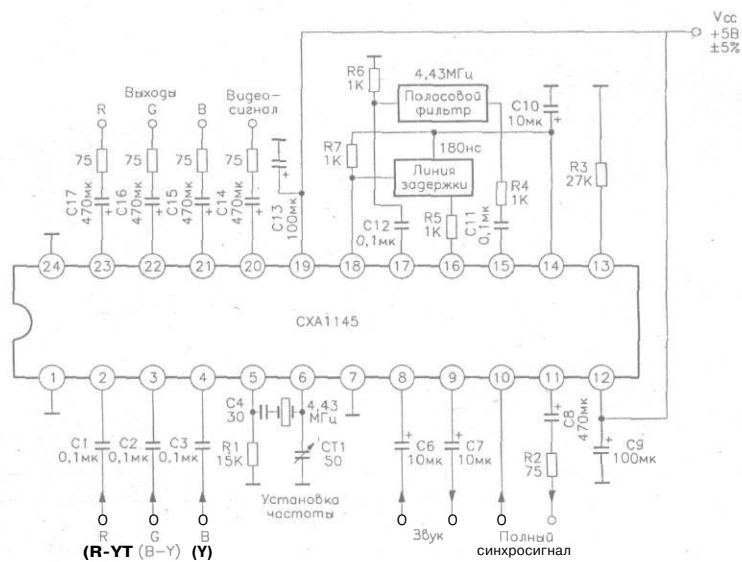 Vcc
+5В
±5%
R6
1К
4,43МГц
Полосовой
фильтр
C10
10мк
Выходы
R
G
B
Видео-
сигнал
75
75
75
75
C17
470мк
C16
470мк
C15
470мк
C14
470мк
C13
100мк
R7
1К
180нс
Линия
задержки
R4
1К
R3
27К
C12
0,1мк
R5
1К
C11
0,1мк
24
23
22
21
20
19
18
17
16
15
14
13
CXA1145
1
2
3
4
5
6
7
8
9
10
11
12
C1
0,1мк
C2
0,1мк
C3
0,1мк
C4
30
4,43
МГц
R1
15К
CT1
50
Установка
частоты
C6
10мк
C7
10мк
C8
470мк
R2
75
C9
100мк
R
G
B
(R-YT (B-Y) (Y)
Звук
Полный
синхросигнал